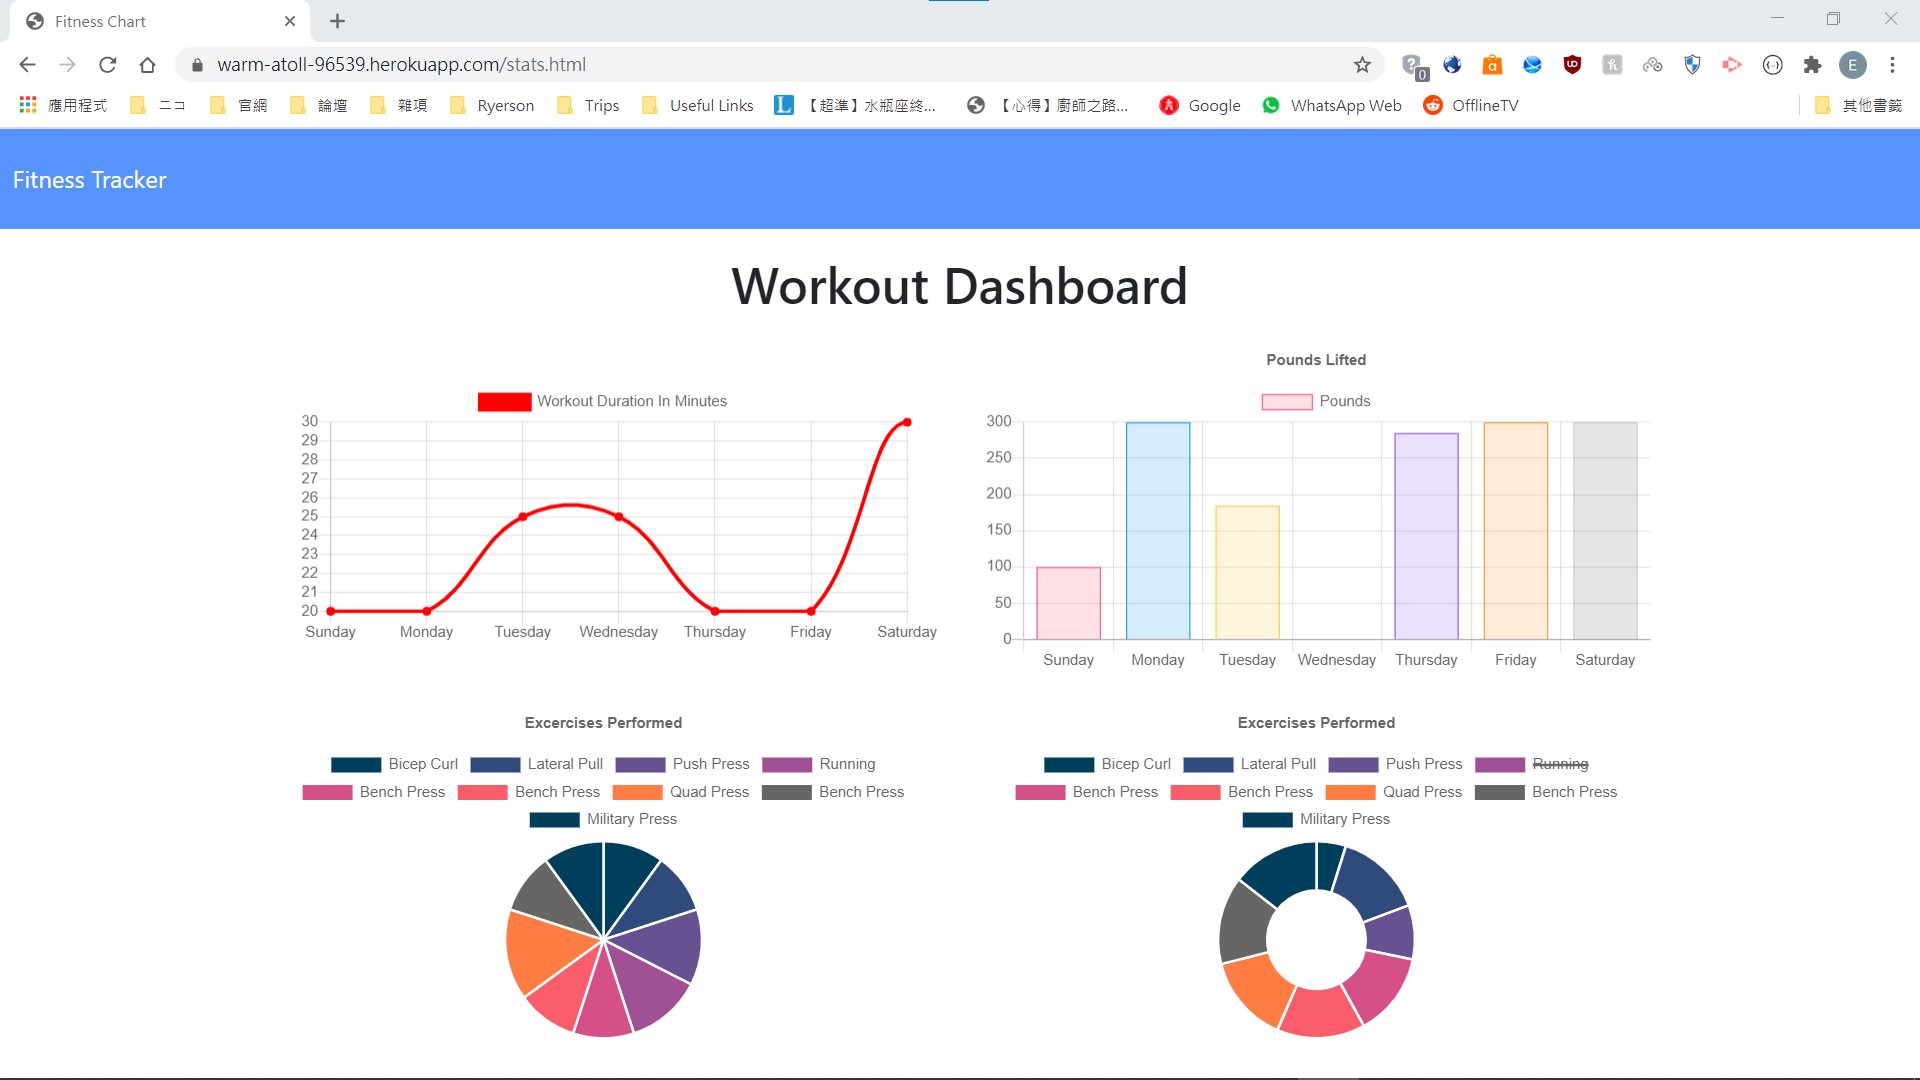 Fitness Chart
warm-atoll-96539.herokuapp.com/stats.html
0
E
應用程式 ニコ 官網 論壇 雜項 Ryerson Trips Useful Links 【超準】水瓶座終... 【心得】廚師之路... Google WhatsApp Web OfflineTV 其他書籤
Fitness Tracker
Workout Dashboard
Workout Duration In Minutes
30
29
28
27
26
25
24
23
22
21
20
Sunday Monday Tuesday Wednesday Thursday Friday Saturday
Pounds Lifted
Pounds
300
250
200
150
100
50
0
Sunday Monday Tuesday Wednesday Thursday Friday Saturday
Excercises Performed
Bicep Curl Lateral Pull Push Press Running
Bench Press Bench Press Quad Press Bench Press
Military Press
Excercises Performed
Bicep Curl Lateral Pull Push Press Running
Bench Press Bench Press Quad Press Bench Press
Military Press